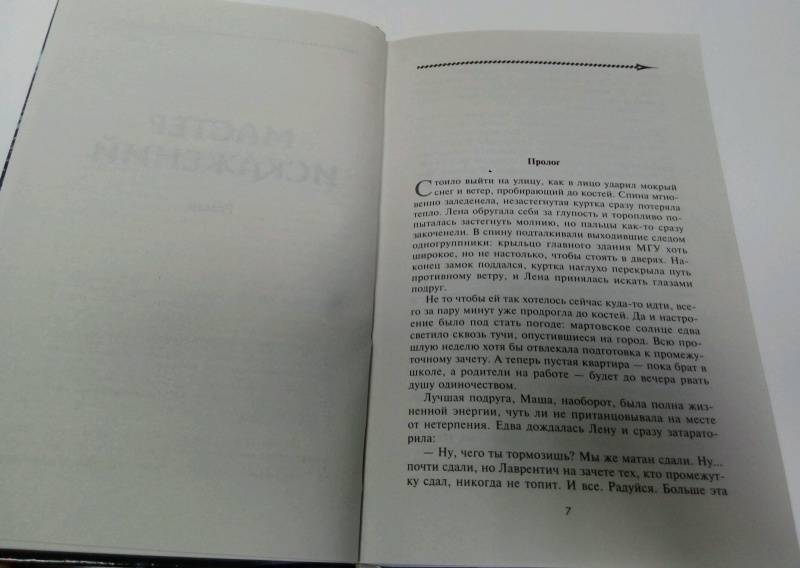 МАСТЕР
ИСКАЖЕНИЙ
Пролог
Стоило выйти на улицу, как в лицо ударил мокрый
снег и ветер, пробирающий до костей. Спина мгно-
венно заледенела, незастегнутая куртка сразу потеряла
тепло. Лена обругала себя за глупость и торопливо по-
пыталась застегнуть молнию, но пальцы как-то сразу
закоченели. В спину подталкивали выходившие следом
одногруппники: крыльцо главного здания МГУ хоть
широкое, но не настолько, чтобы стоять в дверях. На-
конец замок поддался, куртка наглухо перекрыла путь
противному ветру, и Лена принялась искать глазами
подруг.
Не то чтобы ей так хотелось сейчас куда-то идти, все-
го за пару минут уже продрогла до костей. Да и настро-
ение было под стать погоде: мартовское солнце едва
светило сквозь тучи, опустившиеся на город. Всю про-
шлую неделю хотя бы отвлекала подготовка к промежу-
точному зачету. А теперь пустая квартира — пока брат в
школе, а родители на работе — будет до вечера рвать
душу одиночеством.
Лучшая подруга, Маша, наоборот, была полна жиз-
ненной энергии, чуть ли не пританцовывала на месте
от нетерпения. Едва дождалась Лену и сразу затарато-
рила:
— Ну, чего ты тормозишь? Мы же матан сдали. Ну...
почти сдали, но Лаврентич на зачете тех, кто промежут-
ку сдал, никогда не топит. И все. Радуйся. Больше эта
7